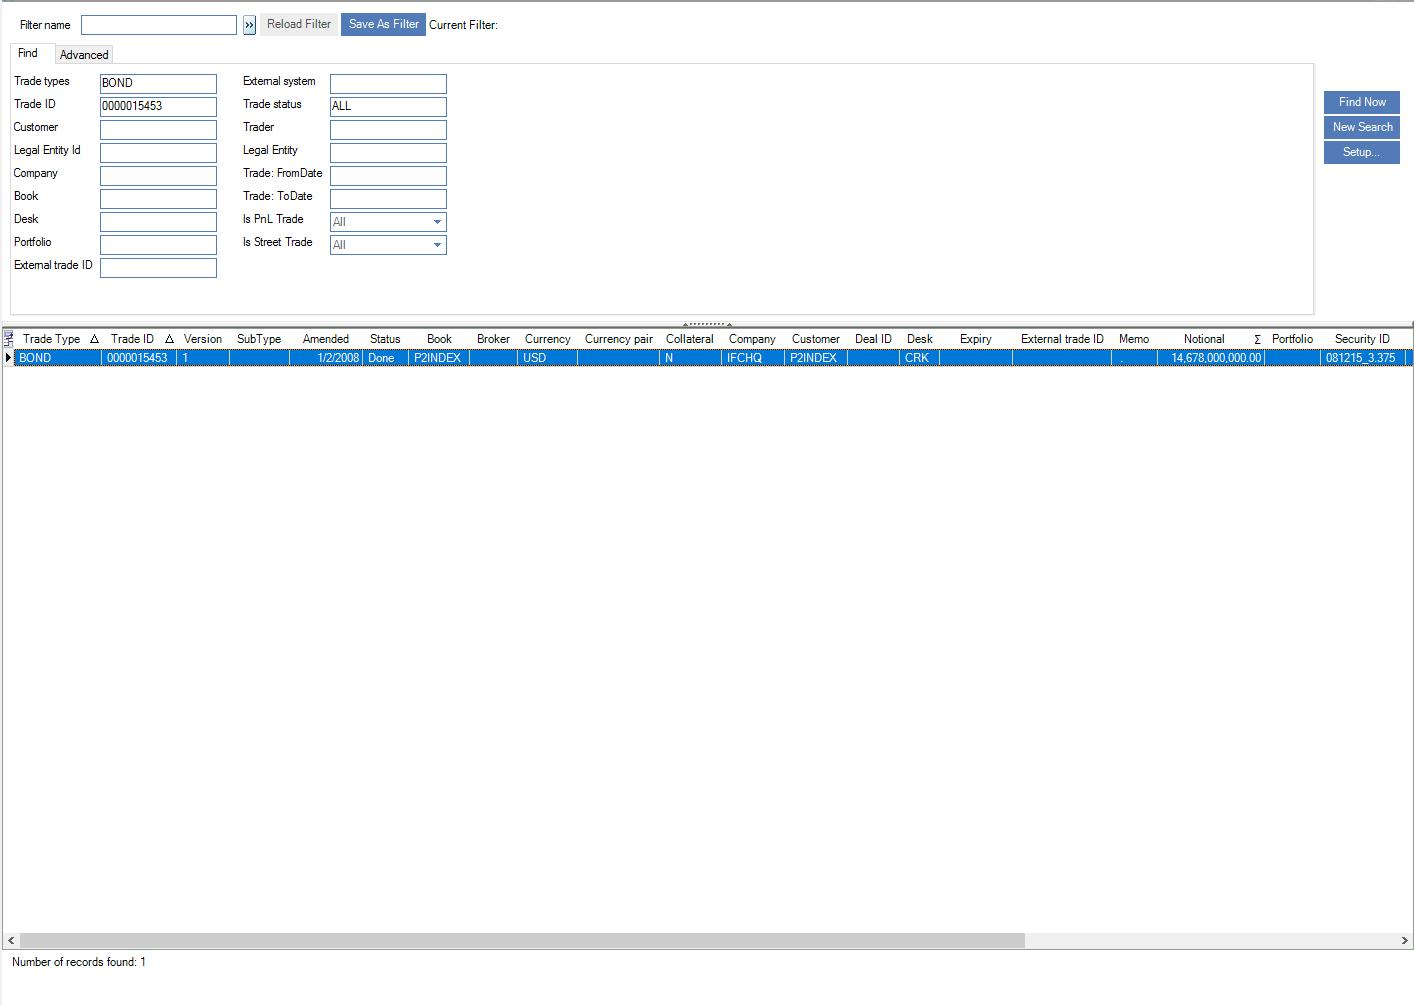 Filter name » Reload Filter Save As Filter Current Filter:
Find Advanced
Trade types BOND External system
Trade ID 0000015453 Trade status ALL
Find Now
Customer Trader
New Search
Legal Entity Id Legal Entity
Setup...
Company Trade: FromDate
Book Trade: ToDate
Desk Is PnL Trade All
Portfolio Is Street Trade All
External trade ID
Trade Type Δ Trade ID Δ Version SubType Amended Status Book Broker Currency Currency pair Collateral Company Customer Deal ID Desk Expiry External trade ID Memo Notional Σ Portfolio Security ID
BOND 0000015453 1 1/2/2008 Done P2INDEX USD N IFCHQ P2INDEX CRK . 14,678,000,000.00 081215_3.375
Number of records found: 1